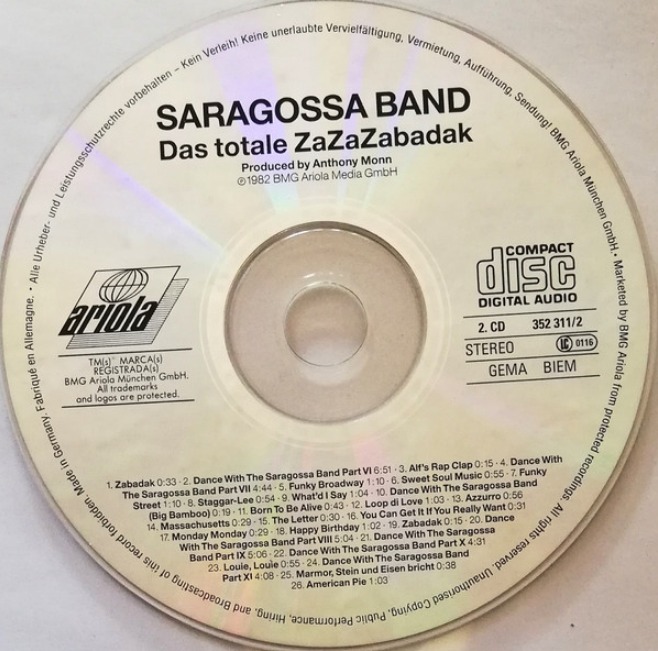 Alle Urheber- und Leistungsschutzrechte vorbehalten – Kein Verleih! Keine unerlaubte Vervielfältigung, Vermietung, Aufführung, Sendung! BMG Ariola München GmbH. • Marketed by BMG Ariola from protected recordings. All rights reserved. Unauthorised Copying, Public Performance, Hiring, and Broadcasting of this record forbidden. Made in Germany. Fabriqué en Allemagne. •
SARAGOSSA BAND
Das totale ZaZaZabadak
Produced by Anthony Monn
℗1982 BMG Ariola Media GmbH
ariola
TM(s) MARCA(s)
REGISTRADA(s)
BMG Ariola München GmbH.
All trademarks
and logos are protected.
COMPACT
disc
DIGITAL AUDIO
2. CD 352 311/2
STEREO LC 0116
GEMA BIEM
1. Zabadak 0:33 · 2. Dance With The Saragossa Band Part VI 6:51 · 3. Alf's Rap Clap 0:15 · 4. Dance With
The Saragossa Band Part VII 4:44 · 5. Funky Broadway 1:10 · 6. Sweet Soul Music 0:55 · 7. Funky
Street 1:10 · 8. Staggar-Lee 0:54 · 9. What'd I Say 1:04 · 10. Dance With The Saragossa Band
(Big Bamboo) 0:19 · 11. Born To Be Alive 0:43 · 12. Loop di Love 1:03 · 13. Azzurro 0:56
14. Massachusetts 0:29 · 15. The Letter 0:30 · 16. You Can Get It If You Really Want 0:31
17. Monday Monday 0:29 · 18. Happy Birthday 1:02 · 19. Zabadak 0:15 · 20. Dance
With The Saragossa Band Part VIII 5:04 · 21. Dance With The Saragossa
Band Part IX 5:06 · 22. Dance With The Saragossa Band Part X 4:31
23. Louie, Louie 0:55 · 24. Dance With The Saragossa Band
Part XI 4:08 · 25. Marmor, Stein und Eisen bricht 0:38
26. American Pie 1:03